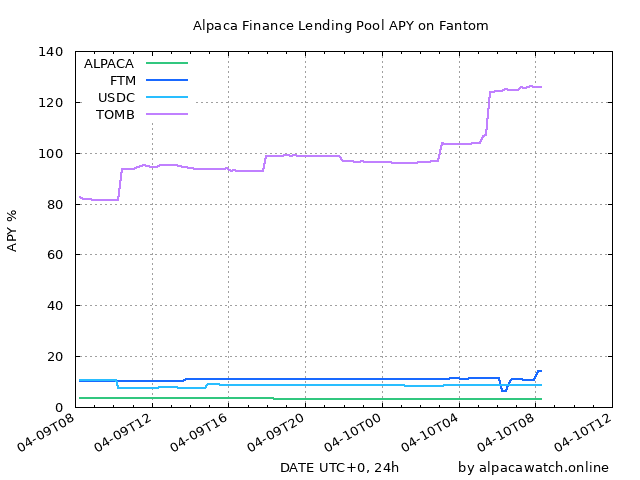 Alpaca Finance Lending Pool APY on Fantom
140
120
100
80
60
40
20
0
APY %
ALPACA
FTM
USDC
TOMB
04-09T08
04-09T12
04-09T16
04-09T20
04-10T00
04-10T04
04-10T08
04-10T12
DATE UTC+0, 24h
by alpacawatch.online